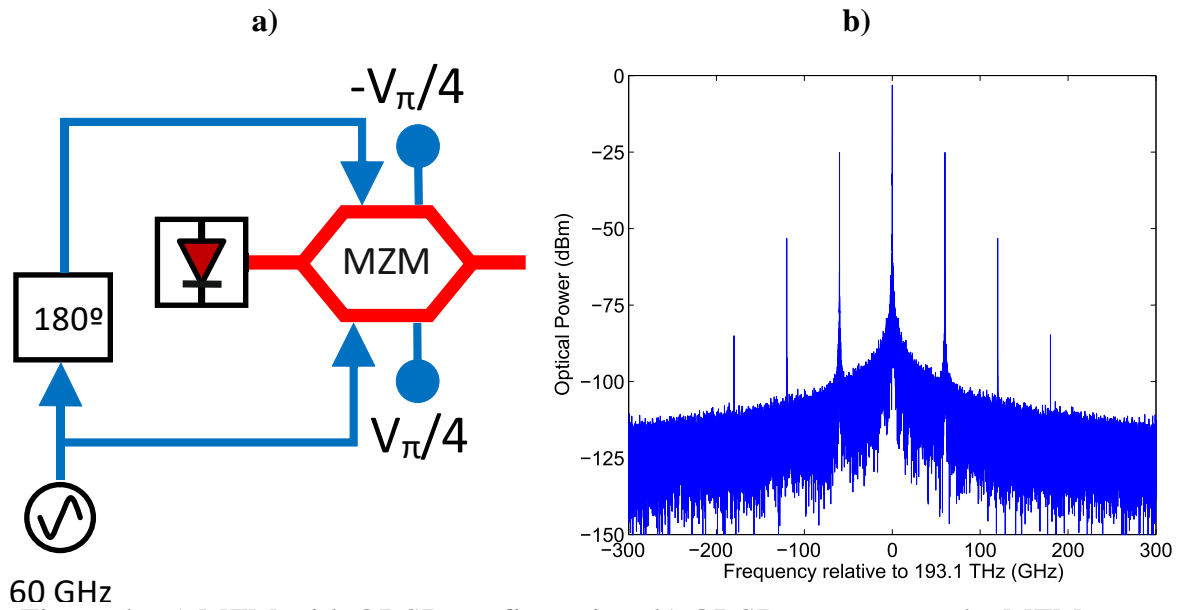 a)
b)
-Vπ/4
MZM
180º
Vπ/4
60 GHz
0
−25
−50
−75
−100
−125
−150
Optical Power (dBm)
−300 −200 −100 0 100 200 300
Frequency relative to 193.1 THz (GHz)